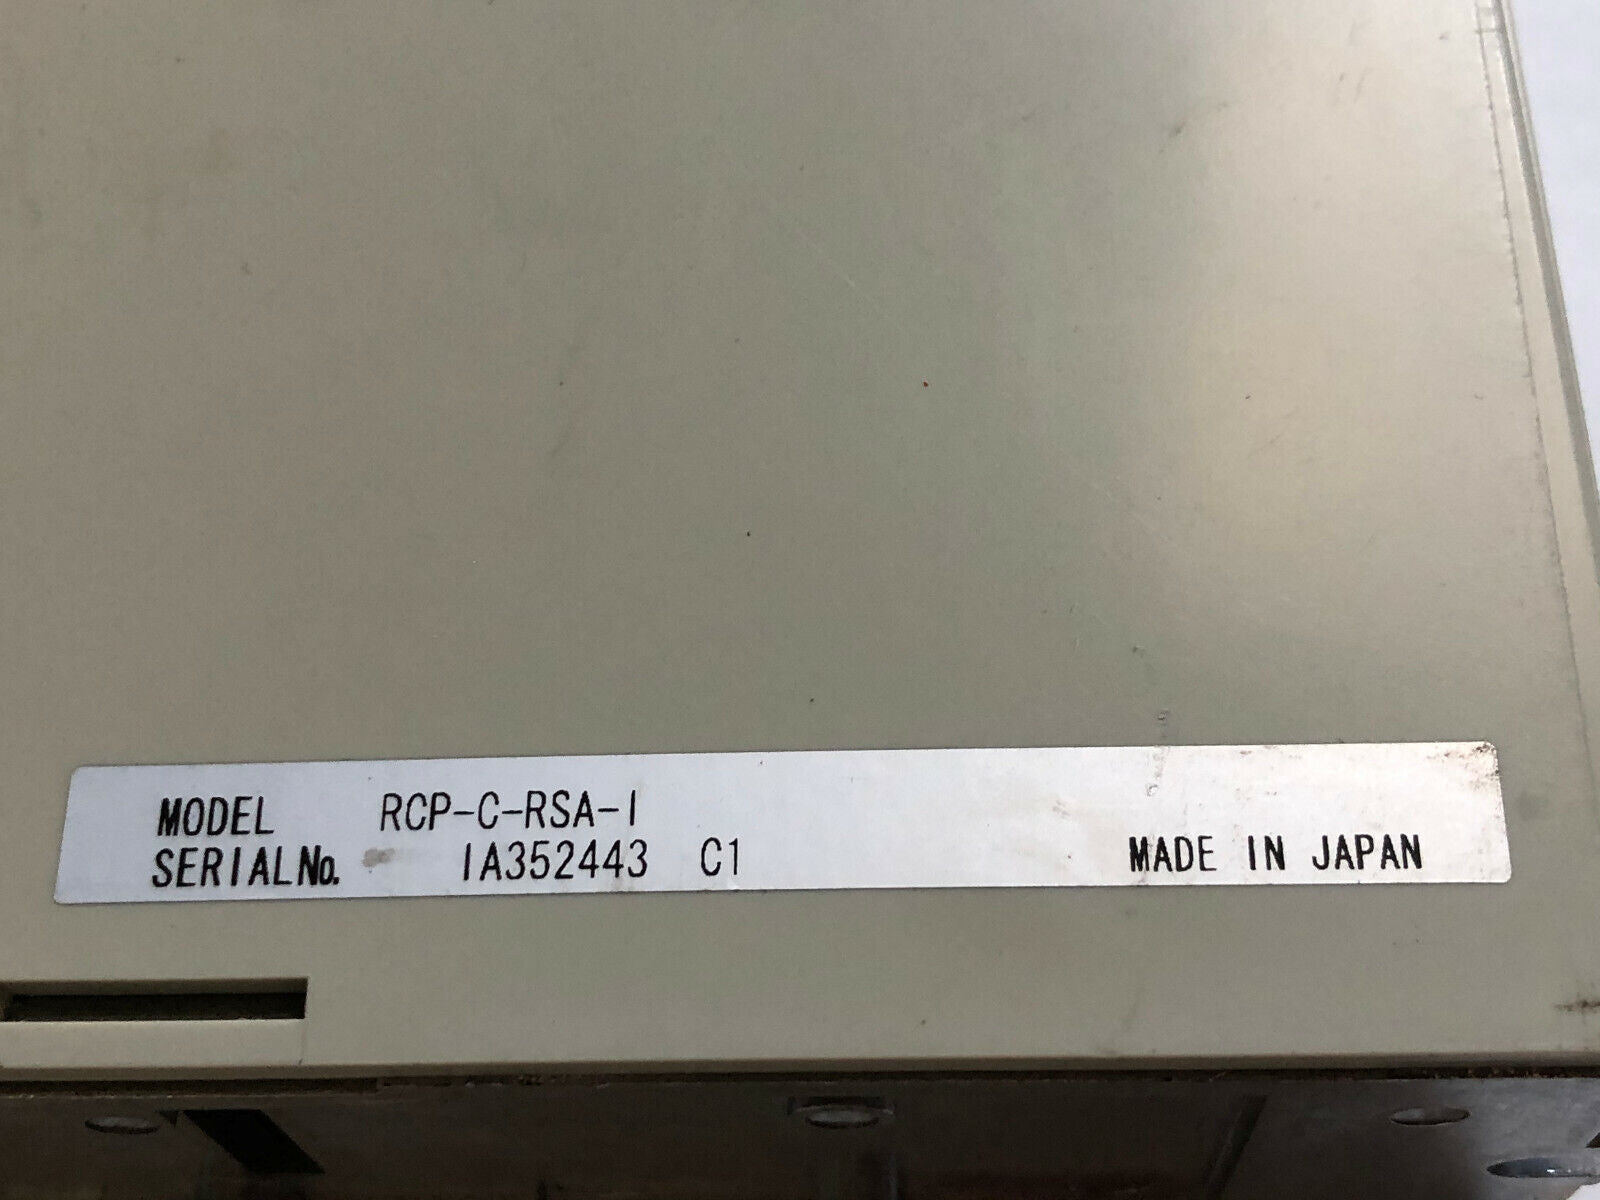 MODEL RCP-C-RSA-I
SERIALNo. IA352443 C1 MADE IN JAPAN